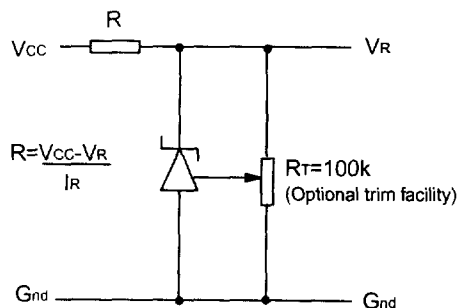 R
Vcc VR
R=Vcc-VR
IR
RT=100k
(Optional trim facility)
Gnd Gnd